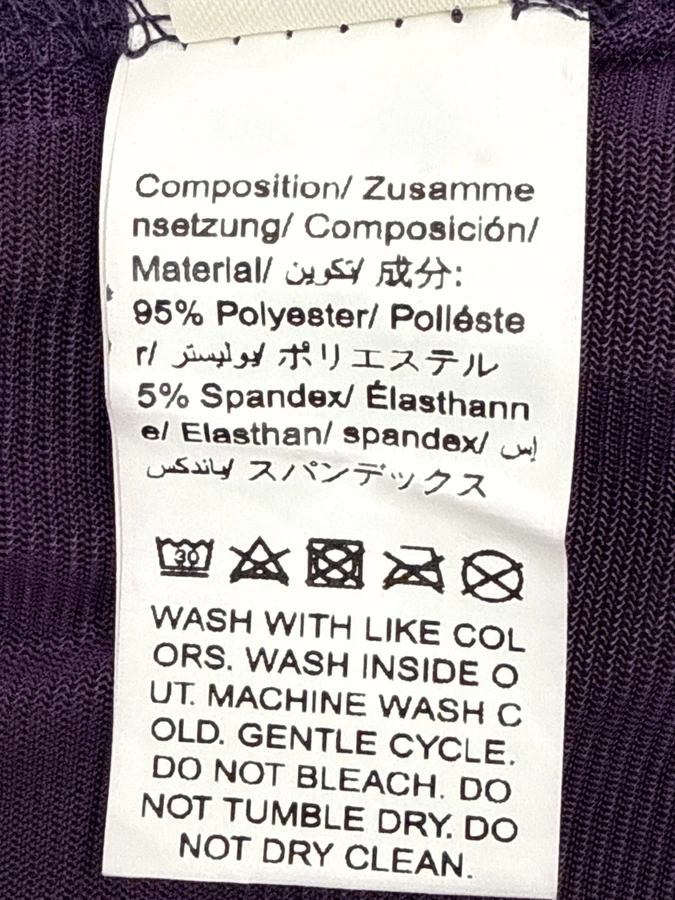 Composition/ Zusamme
nsetzung/ Composición/
Material/ تكوين/ 成分:
95% Polyester/ Poliéste
r/ بوليستر/ ポリエステル
5% Spandex/ Élasthann
e/ Elasthan/ spandex/ إس
باندكس/ スパンデックス
30
WASH WITH LIKE COL
ORS. WASH INSIDE O
UT. MACHINE WASH C
OLD. GENTLE CYCLE.
DO NOT BLEACH. DO
NOT TUMBLE DRY. DO
NOT DRY CLEAN.